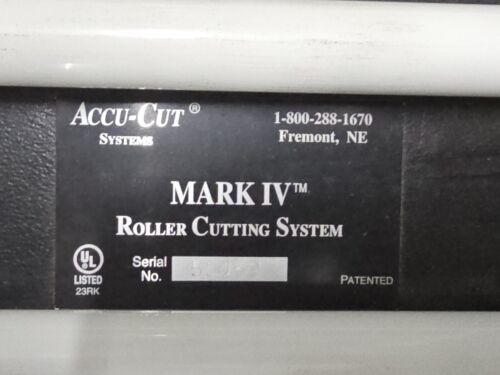 ACCU-CUT®
SYSTEMS
1-800-288-1670
Fremont, NE
MARK IV™
ROLLER CUTTING SYSTEM
UL
LISTED
23RK
Serial
No.
PATENTED